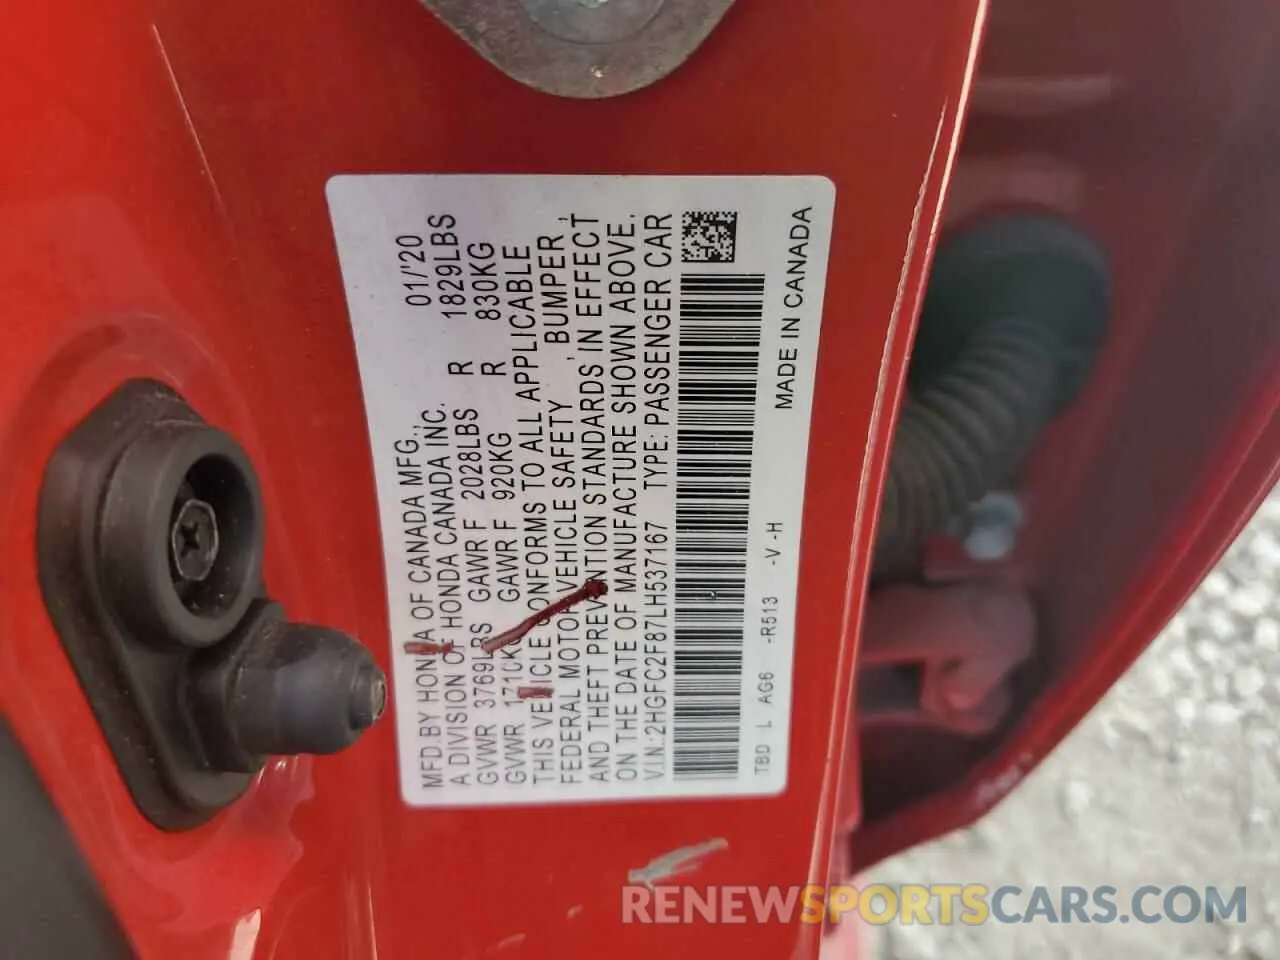 MFD BY HONDA OF CANADA MFG., 01/'20
A DIVISION OF HONDA CANADA INC.
GVWR 3769LBS GAWR F 2028LBS R 1829LBS
GVWR 1710KG GAWR F 920KG R 830KG
THIS VEHICLE CONFORMS TO ALL APPLICABLE
FEDERAL MOTOR VEHICLE SAFETY , BUMPER ,
AND THEFT PREVENTION STANDARDS IN EFFECT
ON THE DATE OF MANUFACTURE SHOWN ABOVE.
V.I.N.:2HGFC2F87LH537167 TYPE: PASSENGER CAR
TBD L AG6 -R513 -V -H
MADE IN CANADA
RENEWSPORTSCARS.COM